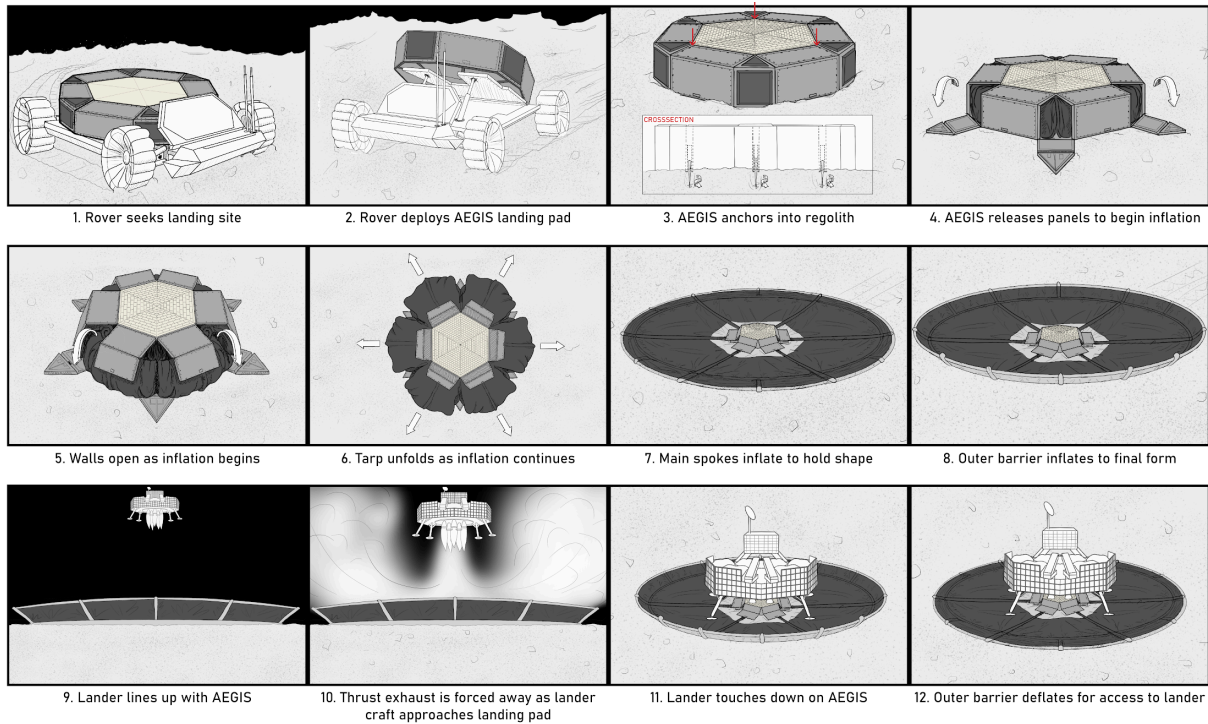 1. Rover seeks landing site
2. Rover deploys AEGIS landing pad
CROSSSECTION
3. AEGIS anchors into regolith
4. AEGIS releases panels to begin inflation
5. Walls open as inflation begins
6. Tarp unfolds as inflation continues
7. Main spokes inflate to hold shape
8. Outer barrier inflates to final form
9. Lander lines up with AEGIS
10. Thrust exhaust is forced away as lander
craft approaches landing pad
11. Lander touches down on AEGIS
12. Outer barrier deflates for access to lander